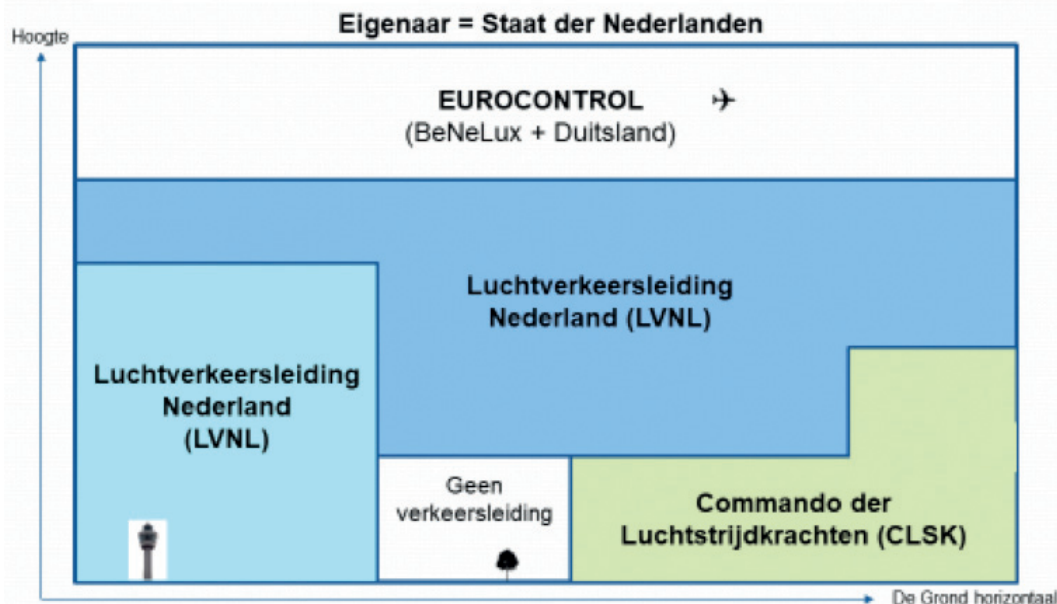 Eigenaar = Staat der Nederlanden
Hoogte
EUROCONTROL
(BeNeLux + Duitsland)
Luchtverkeersleiding
Nederland (LVNL)
Luchtverkeersleiding
Nederland
(LVNL)
Geen
verkeersleiding
Commando der
Luchtstrijdkrachten (CLSK)
De Grond horizontaal